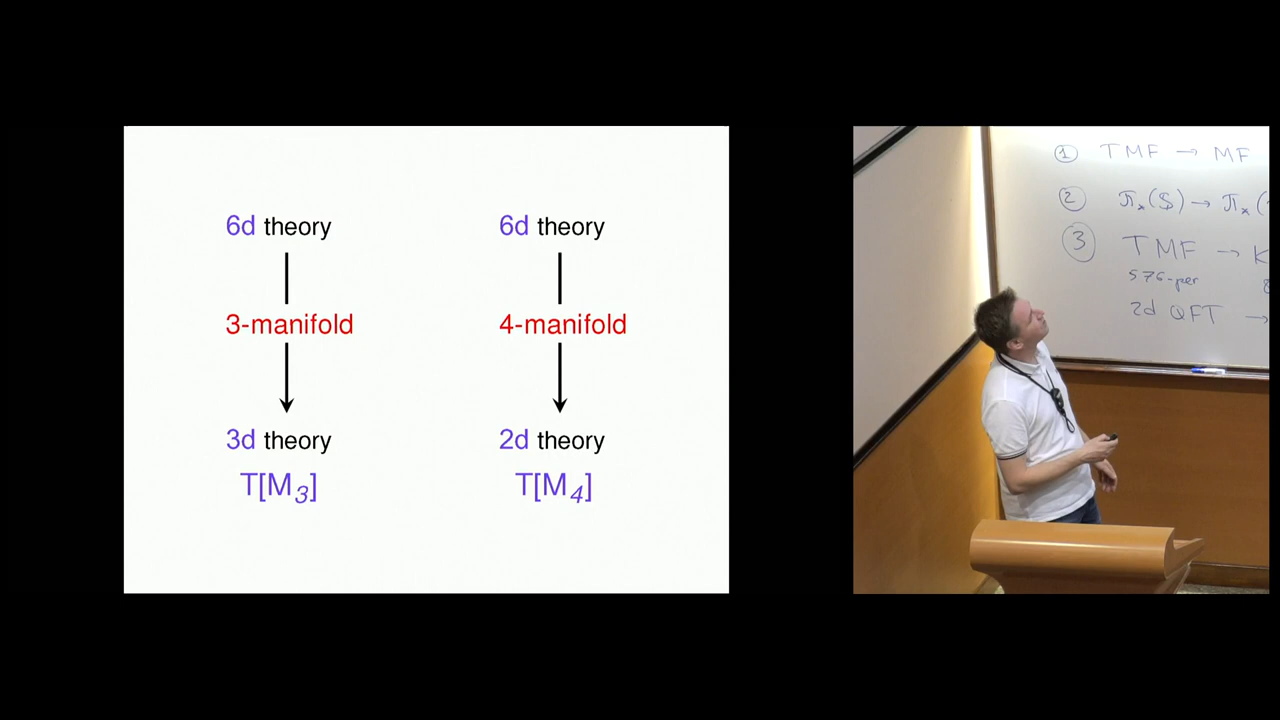 6d theory 6d theory
3-manifold 4-manifold
3d theory 2d theory
T[M3] T[M4]
① TMF → MF
② π*($) → π*(
③ TMF → K
576-per 8
2d QFT →